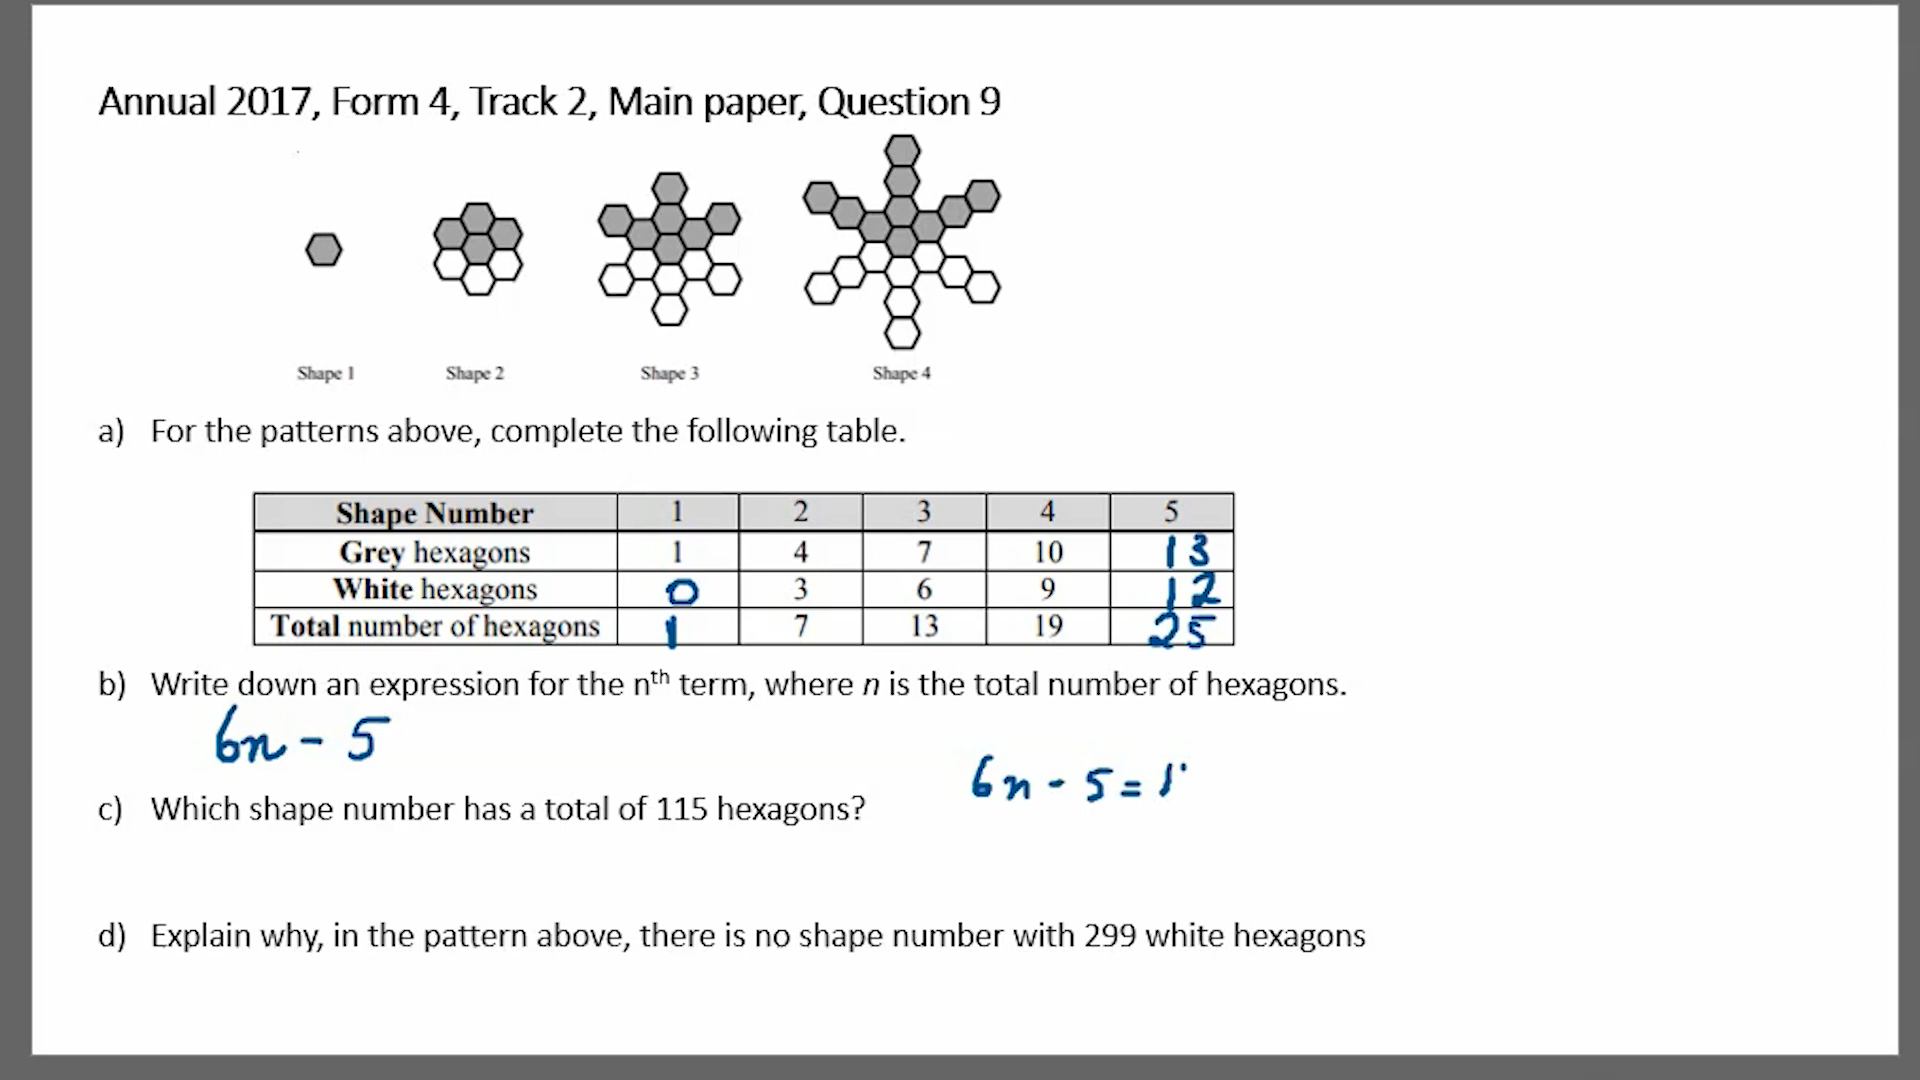 Annual 2017, Form 4, Track 2, Main paper, Question 9
Shape 1 Shape 2 Shape 3 Shape 4
a) For the patterns above, complete the following table.
Shape Number 1 2 3 4 5
Grey hexagons 1 4 7 10 13
White hexagons 0 3 6 9 12
Total number of hexagons 1 7 13 19 25
b) Write down an expression for the nth term, where n is the total number of hexagons.
6n - 5
6n - 5 = 1
c) Which shape number has a total of 115 hexagons?
d) Explain why, in the pattern above, there is no shape number with 299 white hexagons